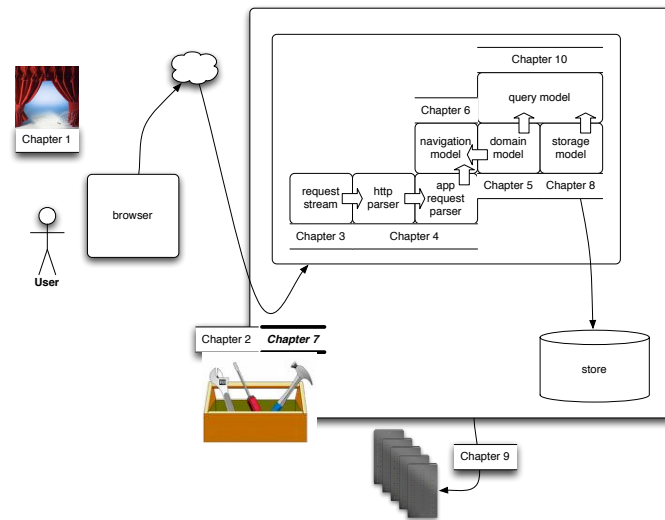 Chapter 10
query model
Chapter 6
navigation
model
domain
model
storage
model
Chapter 1
request
stream
http
parser
app
request
parser
Chapter 5
Chapter 8
browser
Chapter 3
Chapter 4
User
Chapter 2
Chapter 7
store
Chapter 9